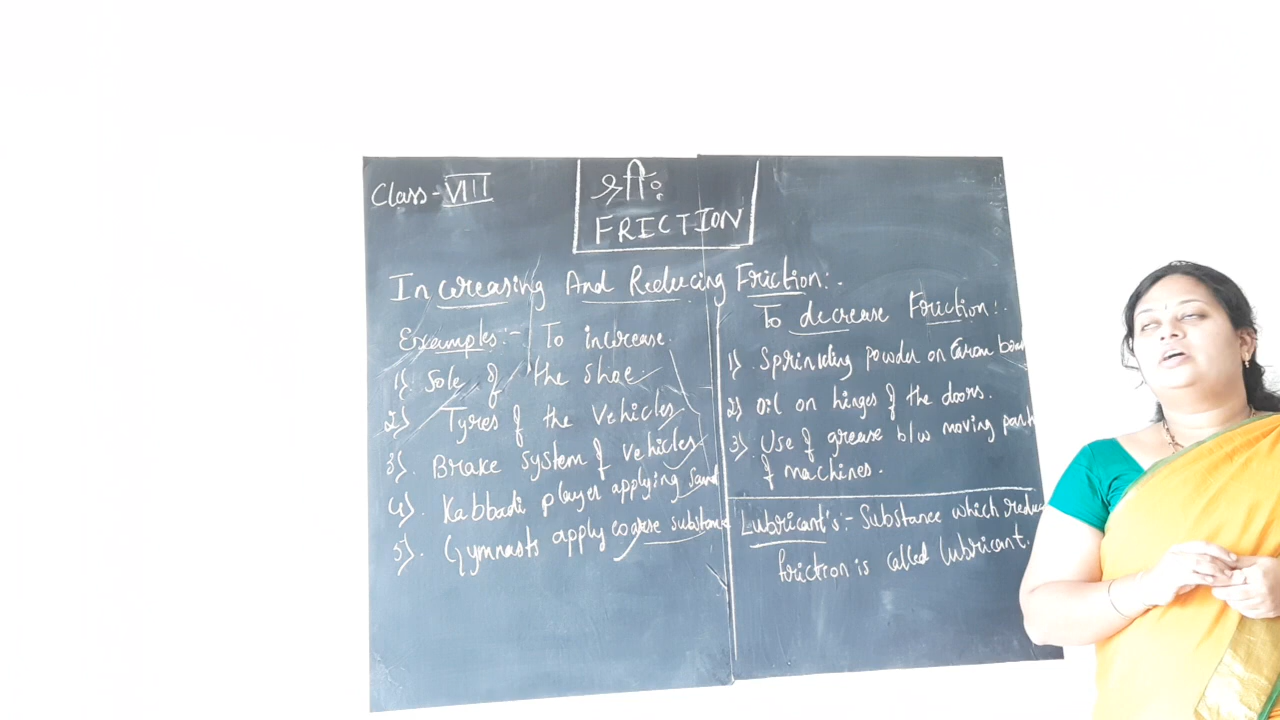 Class - VIII
श्रीः
FRICTION
Increasing And Reducing Friction:-
Examples:- To increase.
1) Sole of the shoe
2) Tyres of the vehicles
3) Brake system of vehicles
4) Kabbadi player applying Sand
5) Gymnasts apply coarse substance
To decrease Friction:-
1) Sprinkling powder on Carom
2) Oil on hinges of the doors.
3) Use of grease b/w moving part
of machines.
Lubricant's:- Substance which reduc
friction is called lubricant.